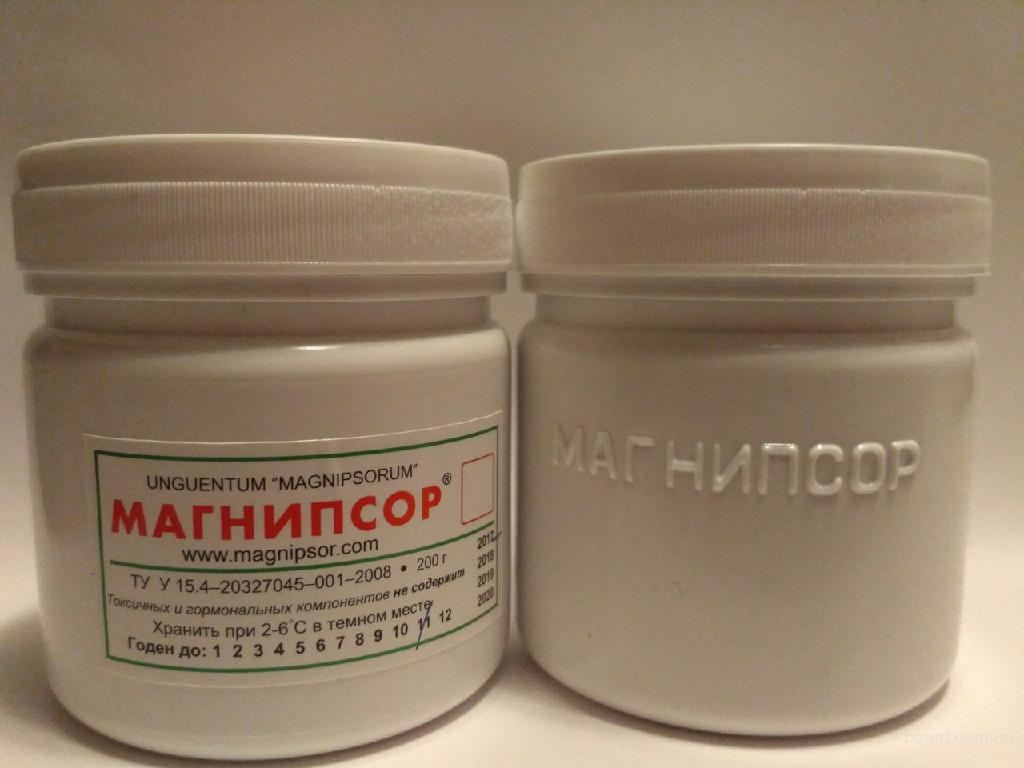 UNGUENTUM "MAGNIPSORUM"
МАГНИПСОР®
www.magnipsor.com
ТУ У 15.4–20327045–001–2008 • 200 г
Токсичных и гормональных компонентов не содержит
Хранить при 2-6°С в темном месте
Годен до: 1 2 3 4 5 6 7 8 9 10 11 12
2017
2018
2019
2020
МАГНИПСОР
board.com.ua